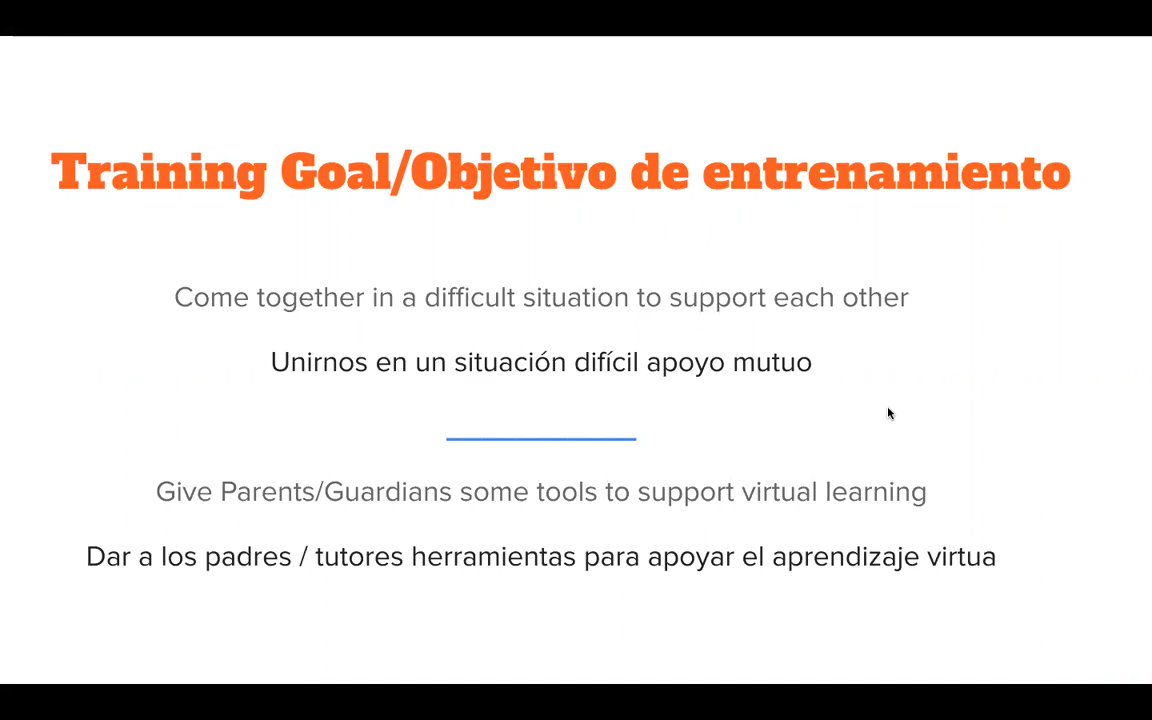 Training Goal/Objetivo de entrenamiento
Come together in a difficult situation to support each other
Unirnos en un situación difícil apoyo mutuo
Give Parents/Guardians some tools to support virtual learning
Dar a los padres / tutores herramientas para apoyar el aprendizaje virtua